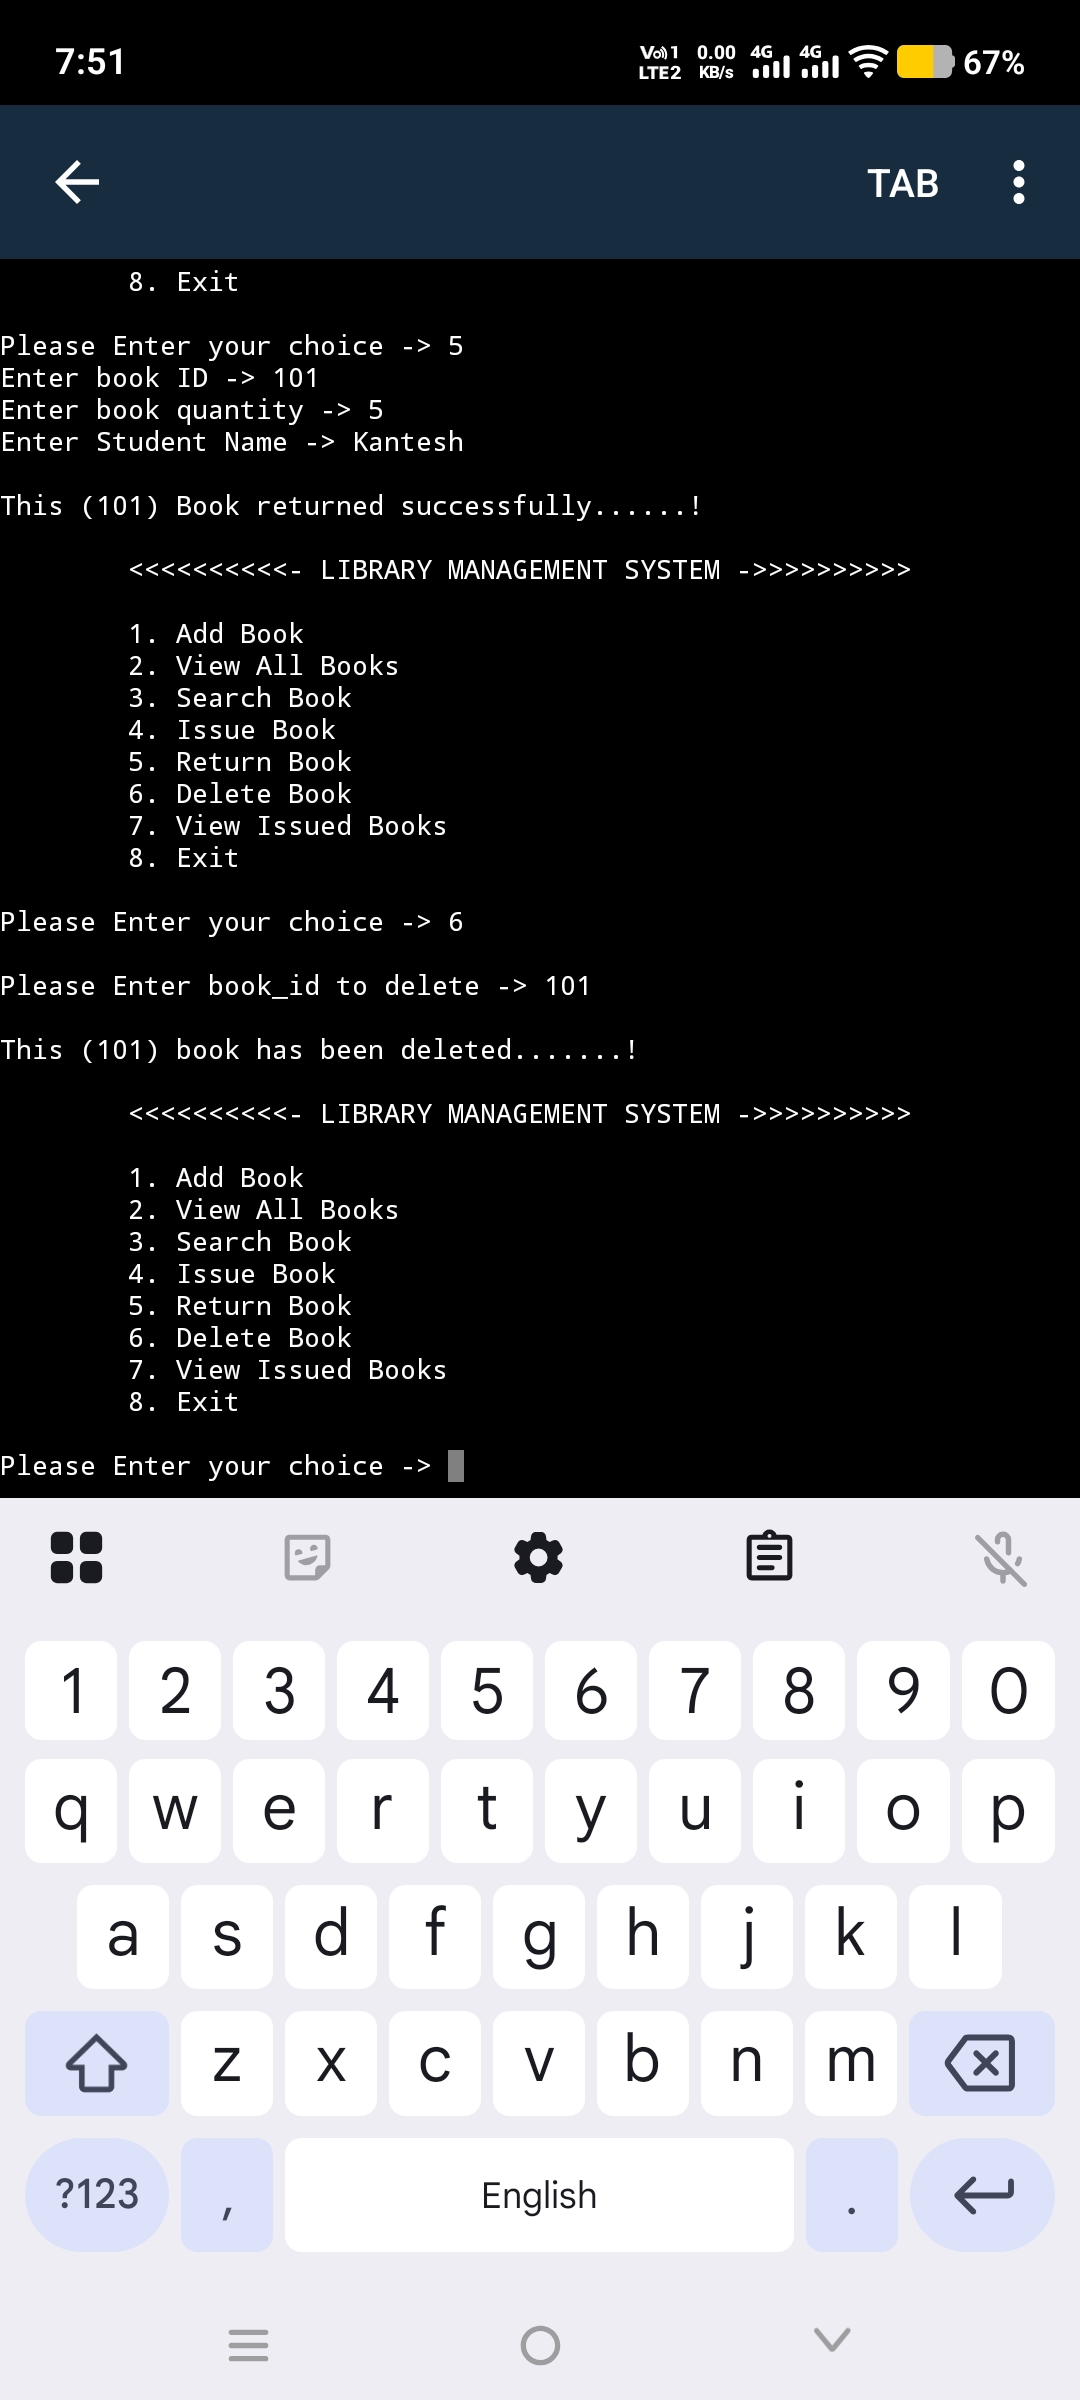 7:51
Vo 1 LTE2 0.00 KB/s 4G 4G 67%
TAB
8. Exit
Please Enter your choice -> 5
Enter book ID -> 101
Enter book quantity -> 5
Enter Student Name -> Kantesh
This (101) Book returned successfully......!
<<<<<<<<<<- LIBRARY MANAGEMENT SYSTEM ->>>>>>>>>>
1. Add Book
2. View All Books
3. Search Book
4. Issue Book
5. Return Book
6. Delete Book
7. View Issued Books
8. Exit
Please Enter your choice -> 6
Please Enter book_id to delete -> 101
This (101) book has been deleted.......!
<<<<<<<<<<- LIBRARY MANAGEMENT SYSTEM ->>>>>>>>>>
1. Add Book
2. View All Books
3. Search Book
4. Issue Book
5. Return Book
6. Delete Book
7. View Issued Books
8. Exit
Please Enter your choice ->
1 2 3 4 5 6 7 8 9 0
q w e r t y u i o p
a s d f g h j k l
z x c v b n m
?123 , English .